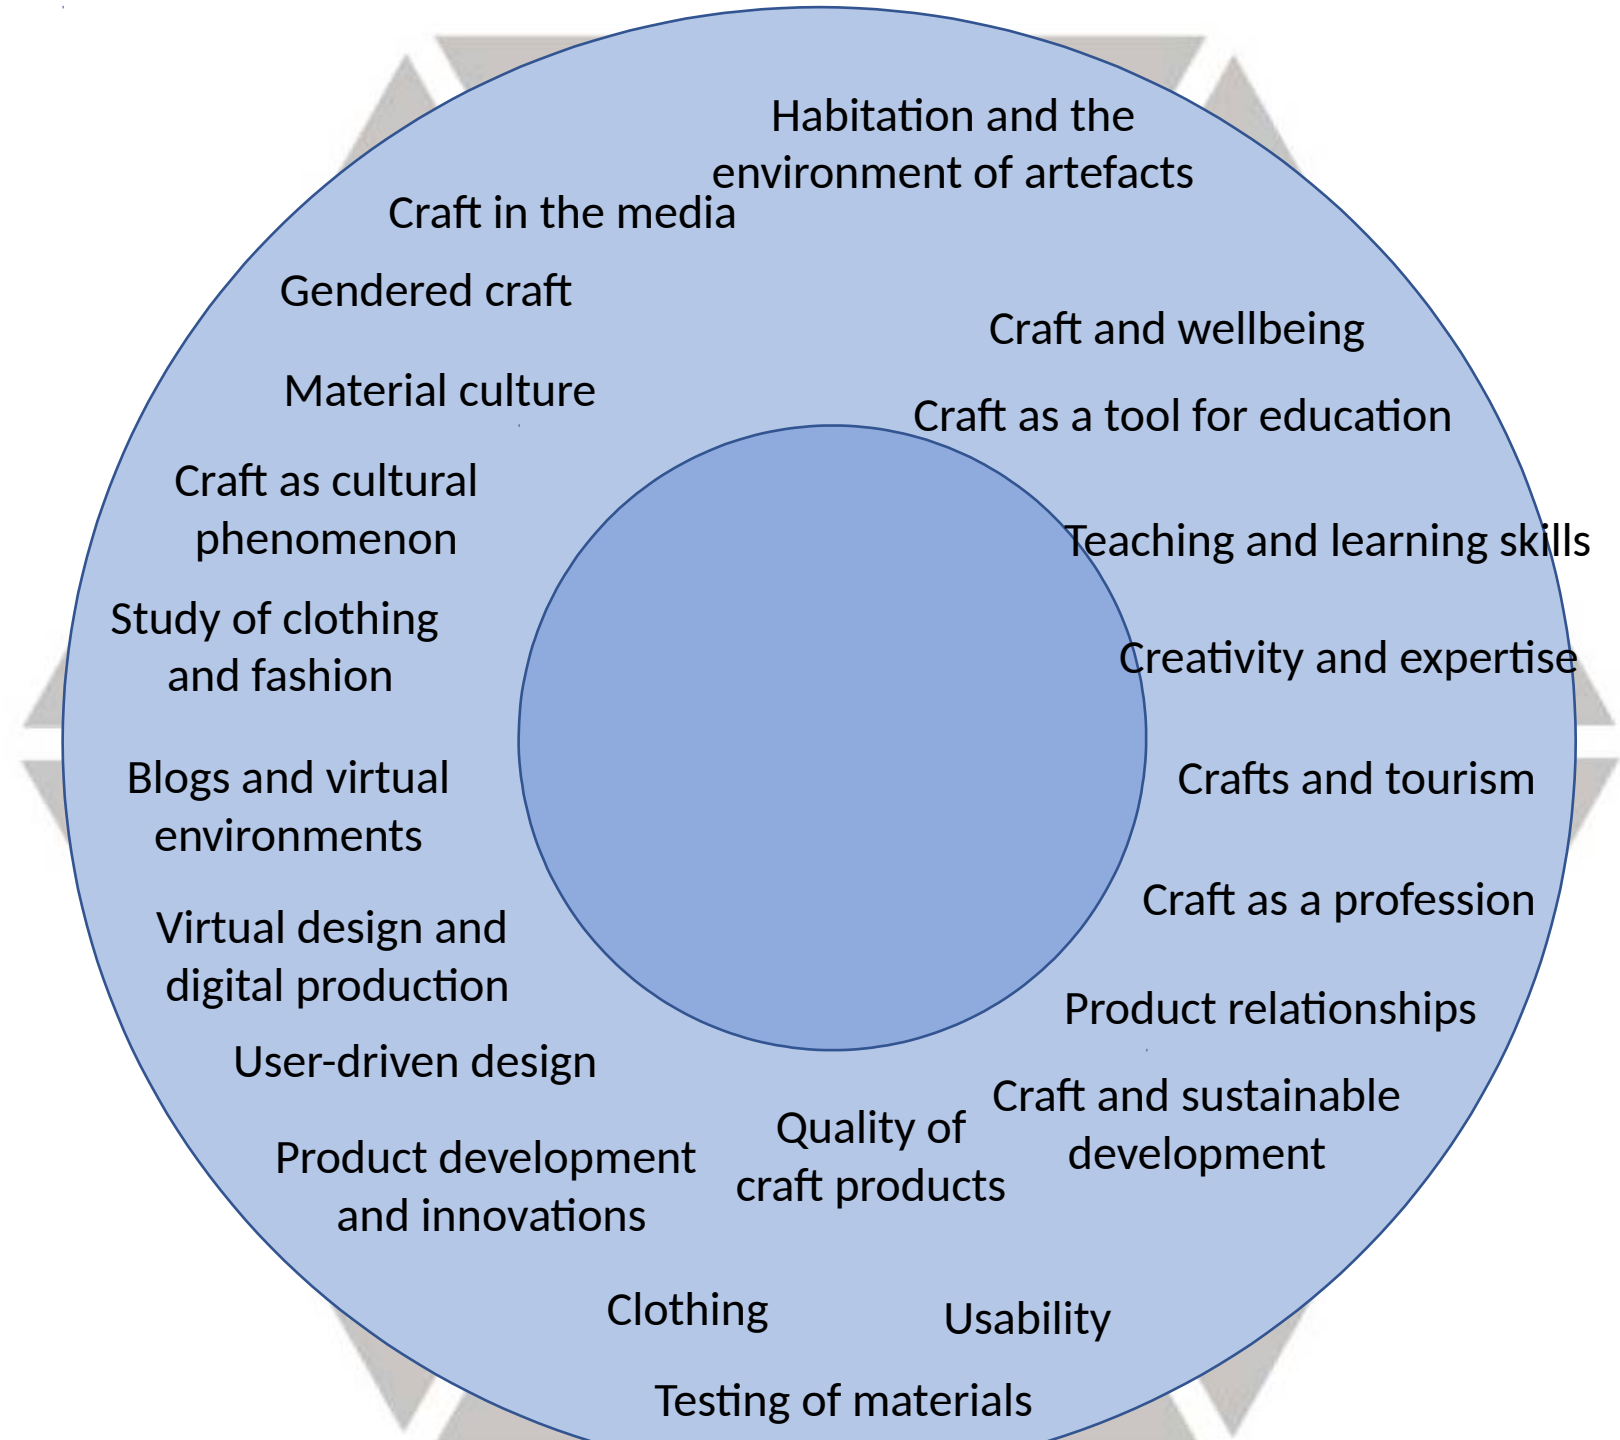 Habitation and the
environment of artefacts
Craft in the media
Gendered craft
Craft and wellbeing
Material culture
Craft as a tool for education
Craft as cultural
phenomenon
Teaching and learning skills
Study of clothing
and fashion
Creativity and expertise
Blogs and virtual
environments
Crafts and tourism
Craft as a profession
Virtual design and
digital production
Product relationships
User-driven design
Craft and sustainable
development
Quality of
craft products
Product development
and innovations
Clothing
Usability
Testing of materials